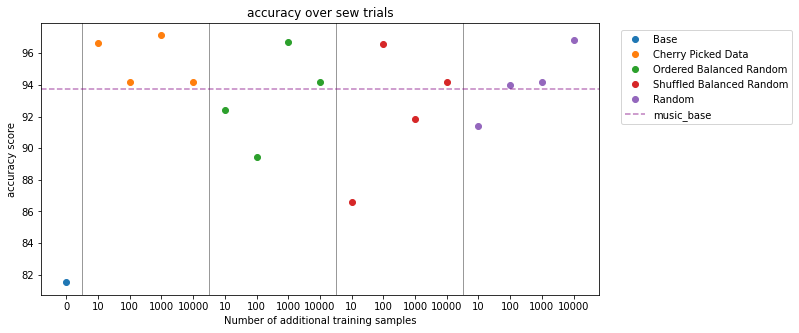 accuracy over sew trials
accuracy score
96
94
92
90
88
86
84
82
0 10 100 1000 10000 10 100 1000 10000 10 100 1000 10000 10 100 1000 10000
Number of additional training samples
Base
Cherry Picked Data
Ordered Balanced Random
Shuffled Balanced Random
Random
music_base